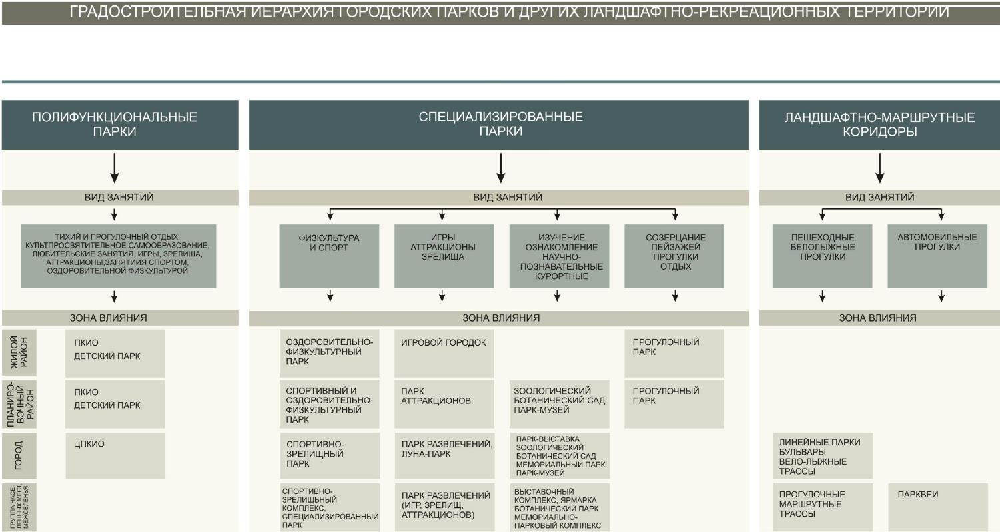 ГРАДОСТРОИТЕЛЬНАЯ ИЕРАРХИЯ ГОРОДСКИХ ПАРКОВ И ДРУГИХ ЛАНДШАФТНО-РЕКРЕАЦИОННЫХ ТЕРРИТОРИЙ
ПОЛИФУНКЦИОНАЛЬНЫЕ
ПАРКИ
ВИД ЗАНЯТИЙ
ТИХИЙ И ПРОГУЛОЧНЫЙ ОТДЫХ,
КУЛЬТПРОСВЯТИТЕЛЬНОЕ САМООБРАЗОВАНИЕ,
ЛЮБИТЕЛЬСКИЕ ЗАНЯТИЯ, ИГРЫ, ЗРЕЛИЩА,
АТТРАКЦИОНЫ,ЗАНЯТИИЯ СПОРТОМ,
ОЗДОРОВИТЕЛЬНОЙ ФИЗКУЛЬТУРОЙ
ЗОНА ВЛИЯНИЯ
ЖИЛОЙ
РАЙОН
ПКИО
ДЕТСКИЙ ПАРК
ПЛАНИРО-
ВОЧНЫЙ
РАЙОН
ПКИО
ДЕТСКИЙ ПАРК
ГОРОД
ЦПКИО
ГРУППА НАСЕ-
ЛЕННЫХ МЕСТ,
МЕЖСЕЛЕНЬЯ
СПЕЦИАЛИЗИРОВАННЫЕ
ПАРКИ
ВИД ЗАНЯТИЙ
ФИЗКУЛЬТУРА
И СПОРТ
ИГРЫ
АТТРАКЦИОНЫ
ЗРЕЛИЩА
ИЗУЧЕНИЕ
ОЗНАКОМЛЕНИЕ
НАУЧНО-
ПОЗНАВАТЕЛЬНЫЕ
КУРОРТНЫЕ
СОЗЕРЦАНИЕ
ПЕЙЗАЖЕЙ
ПРОГУЛКИ
ОТДЫХ
ЗОНА ВЛИЯНИЯ
ОЗДОРОВИТЕЛЬНО-
ФИЗКУЛЬТУРНЫЙ
ПАРК
ИГРОВОЙ ГОРОДОК
ПРОГУЛОЧНЫЙ
ПАРК
СПОРТИВНЫЙ И
ОЗДОРОВИТЕЛЬНО-
ФИЗКУЛЬТУРНЫЙ
ПАРК
ПАРК
АТТРАКЦИОНОВ
ЗООЛОГИЧЕСКИЙ
БОТАНИЧЕСКИЙ САД
ПАРК-МУЗЕЙ
ПРОГУЛОЧНЫЙ
ПАРК
СПОРТИВНО-
ЗРЕЛИЩНЫЙ
ПАРК
ПАРК РАЗВЛЕЧЕНИЙ,
ЛУНА-ПАРК
ПАРК-ВЫСТАВКА
ЗООЛОГИЧЕСКИЙ
БОТАНИЧЕСКИЙ САД
МЕМОРИАЛЬНЫЙ ПАРК
ПАРК-МУЗЕЙ
СПОРТИВНО-
ЗРЕЛИЩЬНЫЙ
КОМПЛЕКС,
СПЕЦИАЛИЗИРОВАННЫЙ
ПАРК
ПАРК РАЗВЛЕЧЕНИЙ
(ИГР, ЗРЕЛИЩ,
АТТРАКЦИОНОВ)
ВЫСТАВОЧНЫЙ
КОМПЛЕКС, ЯРМАРКА
БОТАНИЧЕСКИЙ ПАРК
МЕМОРИАЛЬНО-
ПАРКОВЫЙ КОМПЛЕКС
ЛАНДШАФТНО-МАРШРУТНЫЕ
КОРИДОРЫ
ВИД ЗАНЯТИЙ
ПЕШЕХОДНЫЕ
ВЕЛОЛЫЖНЫЕ
ПРОГУЛКИ
АВТОМОБИЛЬНЫЕ
ПРОГУЛКИ
ЗОНА ВЛИЯНИЯ
ЛИНЕЙНЫЕ ПАРКИ
БУЛЬВАРЫ
ВЕЛО-ЛЫЖНЫЕ
ТРАССЫ
ПРОГУЛОЧНЫЕ
МАРШРУТНЫЕ
ТРАССЫ
ПАРКВЕИ